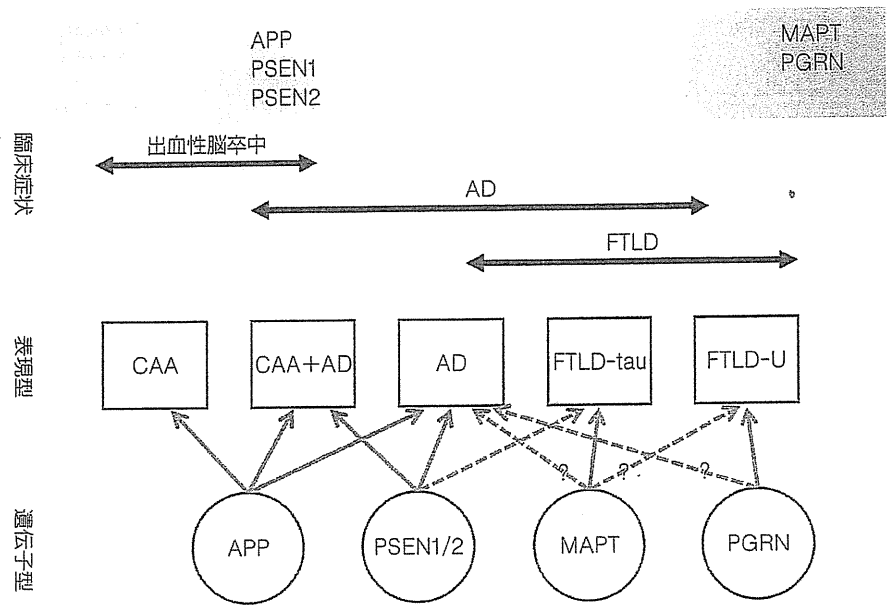 APP
PSEN1
PSEN2
MAPT
PGRN
臨床症状
出血性脳卒中
AD
FTLD
表現型
CAA
CAA+AD
AD
FTLD-tau
FTLD-U
?
?
?
遺伝子型
APP
PSEN1/2
MAPT
PGRN